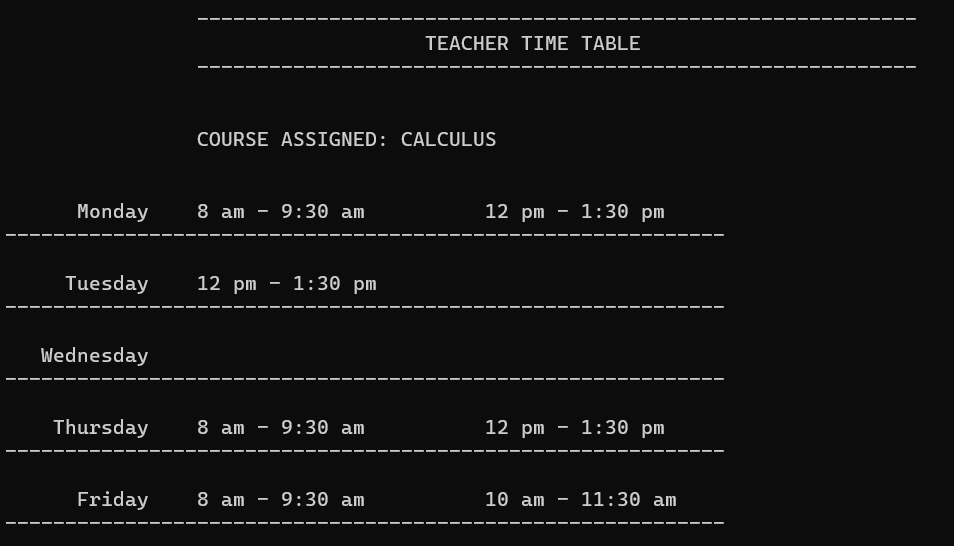 ------------------------------------------------------------
TEACHER TIME TABLE
------------------------------------------------------------
COURSE ASSIGNED: CALCULUS
Monday    8 am - 9:30 am          12 pm - 1:30 pm
------------------------------------------------------------
Tuesday    12 pm - 1:30 pm
------------------------------------------------------------
Wednesday
------------------------------------------------------------
Thursday    8 am - 9:30 am          12 pm - 1:30 pm
------------------------------------------------------------
Friday    8 am - 9:30 am          10 am - 11:30 am
------------------------------------------------------------